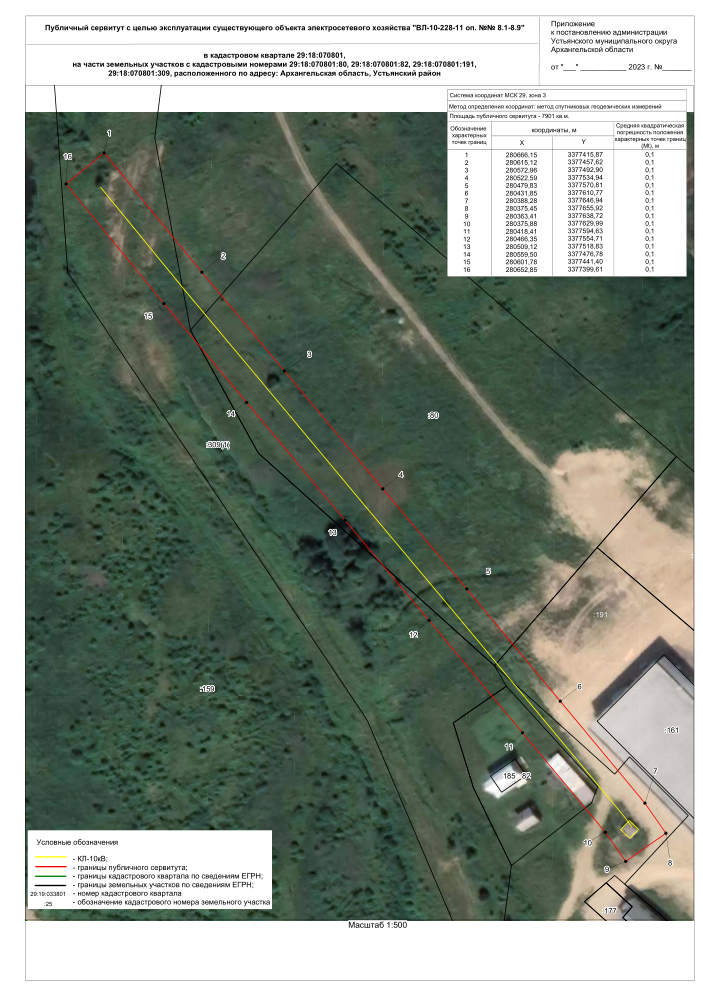 Публичный сервитут с целью эксплуатации существующего объекта электросетевого хозяйства "ВЛ-10-228-11 оп. №№ 8.1-8.9"
в кадастровом квартале 29:18:070801,
на части земельных участков с кадастровыми номерами 29:18:070801:80, 29:18:070801:82, 29:18:070801:191,
29:18:070801:309, расположенного по адресу: Архангельская область, Устьянский район
Приложение
к постановлению администрации
Устьянского муниципального округа
Архангельской области
от "___" ____________ 2023 г. №________
Система координат МСК 29, зона 3
Метод определения координат: метод спутниковых геодезических измерений
Площадь публичного сервитута - 7901 кв.м.
Обозначение характерных точек границ
координаты, м
X Y
Средняя квадратическая погрешность положения характерных точек границ (Mt), м
1 280666,15 3377415,87 0,1
2 280615,12 3377457,62 0,1
3 280572,96 3377492,90 0,1
4 280522,59 3377534,94 0,1
5 280479,83 3377570,81 0,1
6 280431,85 3377610,77 0,1
7 280388,28 3377646,94 0,1
8 280375,45 3377655,92 0,1
9 280363,41 3377638,72 0,1
10 280375,88 3377629,99 0,1
11 280418,41 3377594,63 0,1
12 280466,35 3377554,71 0,1
13 280509,12 3377518,83 0,1
14 280559,50 3377476,78 0,1
15 280601,78 3377441,40 0,1
16 280652,85 3377399,61 0,1
1
16
2
15
3
14
:80
:309(1)
4
13
5
12
:191
:159
6
:161
11
185 :82
7
10
8
9
:177
Условные обозначения
- КЛ-10кВ;
- границы публичного сервитута;
- границы кадастрового квартала по сведениям ЕГРН;
- границы земельных участков по сведениям ЕГРН;
29:19:033801 - номер кадастрового квартала
:25 - обозначение кадастрового номера земельного участка
Масштаб 1:500